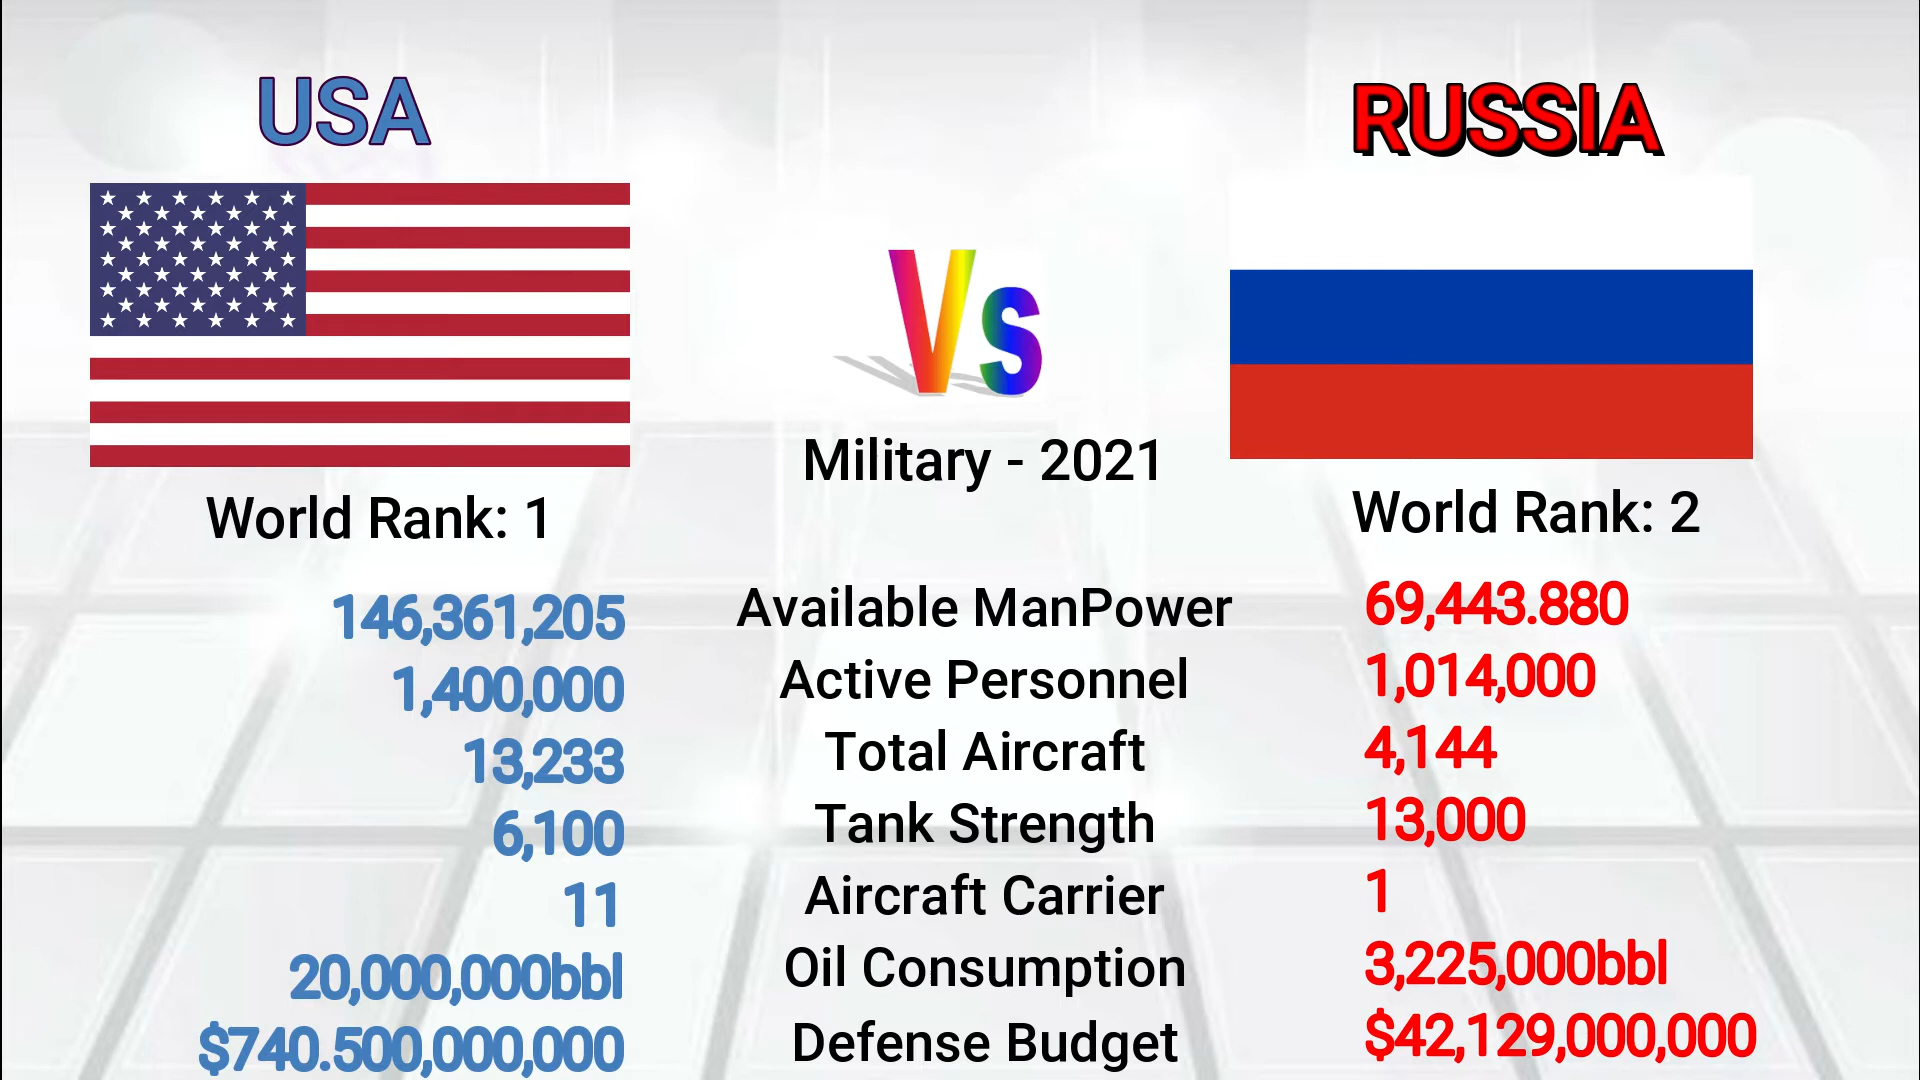 USA
RUSSIA
Vs
Military - 2021
World Rank: 1
World Rank: 2
146,361,205 Available ManPower 69,443.880
1,400,000 Active Personnel 1,014,000
13,233 Total Aircraft 4,144
6,100 Tank Strength 13,000
11 Aircraft Carrier 1
20,000,000bbl Oil Consumption 3,225,000bbl
$740.500,000,000 Defense Budget $42,129,000,000